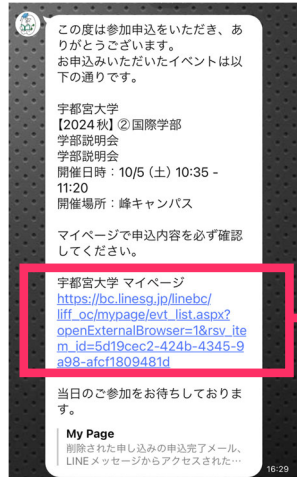 この度は参加申込をいただき、あ
りがとうございます。
お申込みいただいたイベントは以
下の通りです。
宇都宮大学
【2024秋】②国際学部
学部説明会
学部説明会
開催日時：10/5（土）10:35 -
11:20
開催場所：峰キャンパス
マイページで申込内容を必ず確認
してください。
宇都宮大学 マイページ
https://bc.linesg.jp/linebc/
liff_oc/mypage/evt_list.aspx?
openExternalBrowser=1&rsv_ite
m_id=5d19cec2-424b-4345-9
a98-afcf1809481d
当日のご参加をお待ちしておりま
す。
My Page
削除された申し込みの申込完了メール、
LINEメッセージからアクセスされた…
16:29